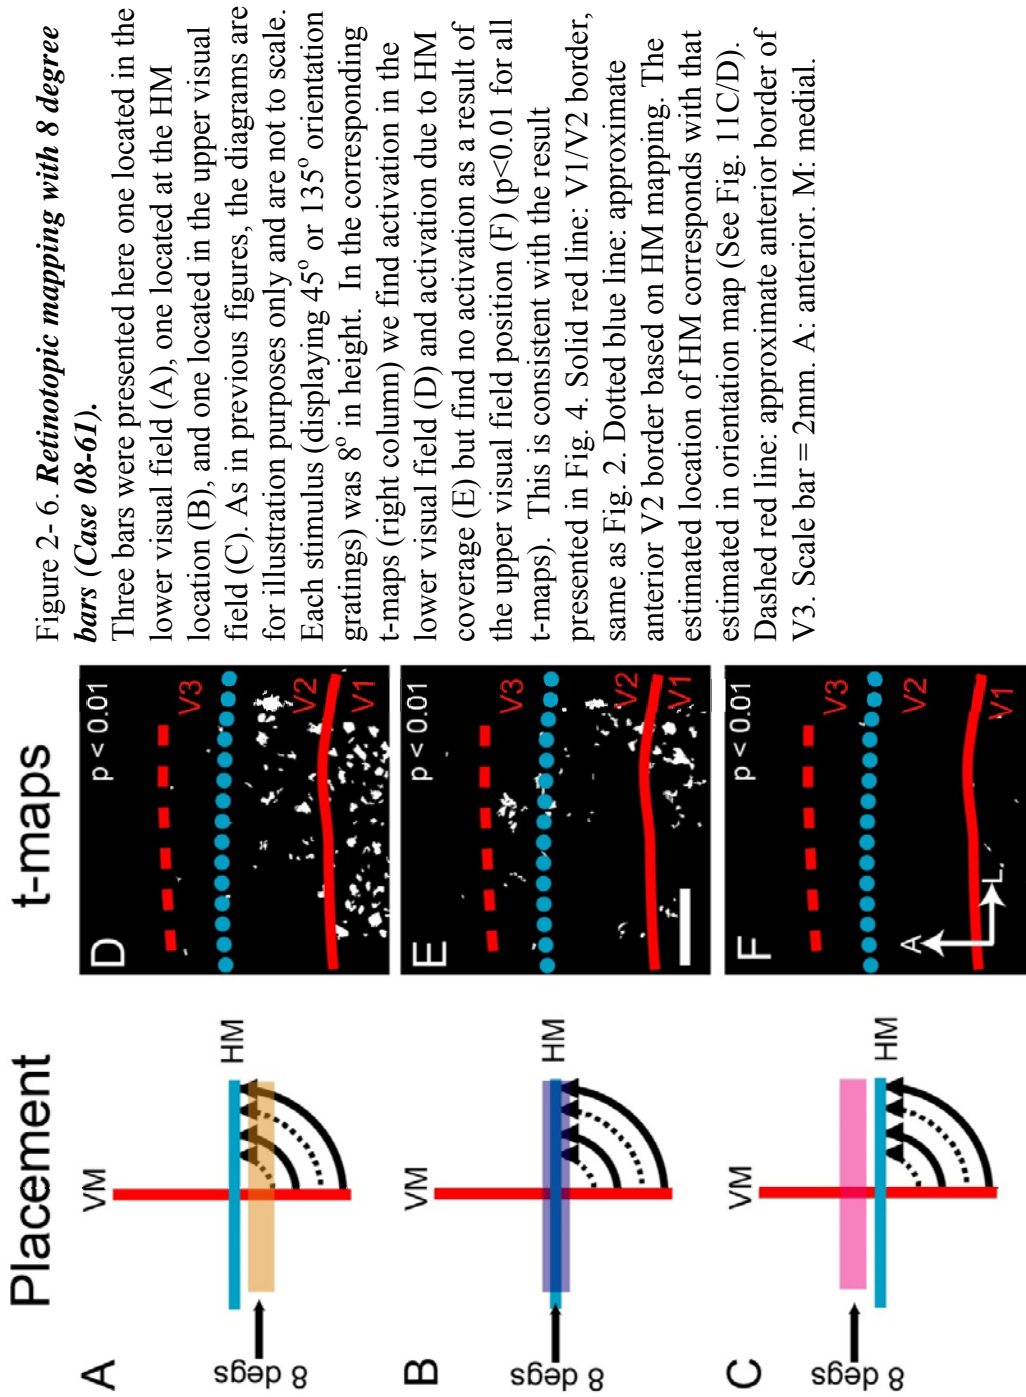 Placement
t-maps
A
VM
HM
8 degs
D
p < 0.01
V3
V2
V1
B
VM
HM
8 degs
E
p < 0.01
V3
V2
V1
C
HM
8 degs
F
p < 0.01
V3
V2
V1
A
L
Figure 2- 6. Retinotopic mapping with 8 degree
bars (Case 08-61).
Three bars were presented here one located in the
lower visual field (A), one located at the HM
location (B), and one located in the upper visual
field (C). As in previous figures, the diagrams are
for illustration purposes only and are not to scale.
Each stimulus (displaying 45° or 135° orientation
gratings) was 8° in height. In the corresponding
t-maps (right column) we find activation in the
lower visual field (D) and activation due to HM
coverage (E) but find no activation as a result of
the upper visual field position (F) (p<0.01 for all
t-maps). This is consistent with the result
presented in Fig. 4. Solid red line: V1/V2 border,
same as Fig. 2. Dotted blue line: approximate
anterior V2 border based on HM mapping. The
estimated location of HM corresponds with that
estimated in orientation map (See Fig. 11C/D).
Dashed red line: approximate anterior border of
V3. Scale bar = 2mm. A: anterior. M: medial.